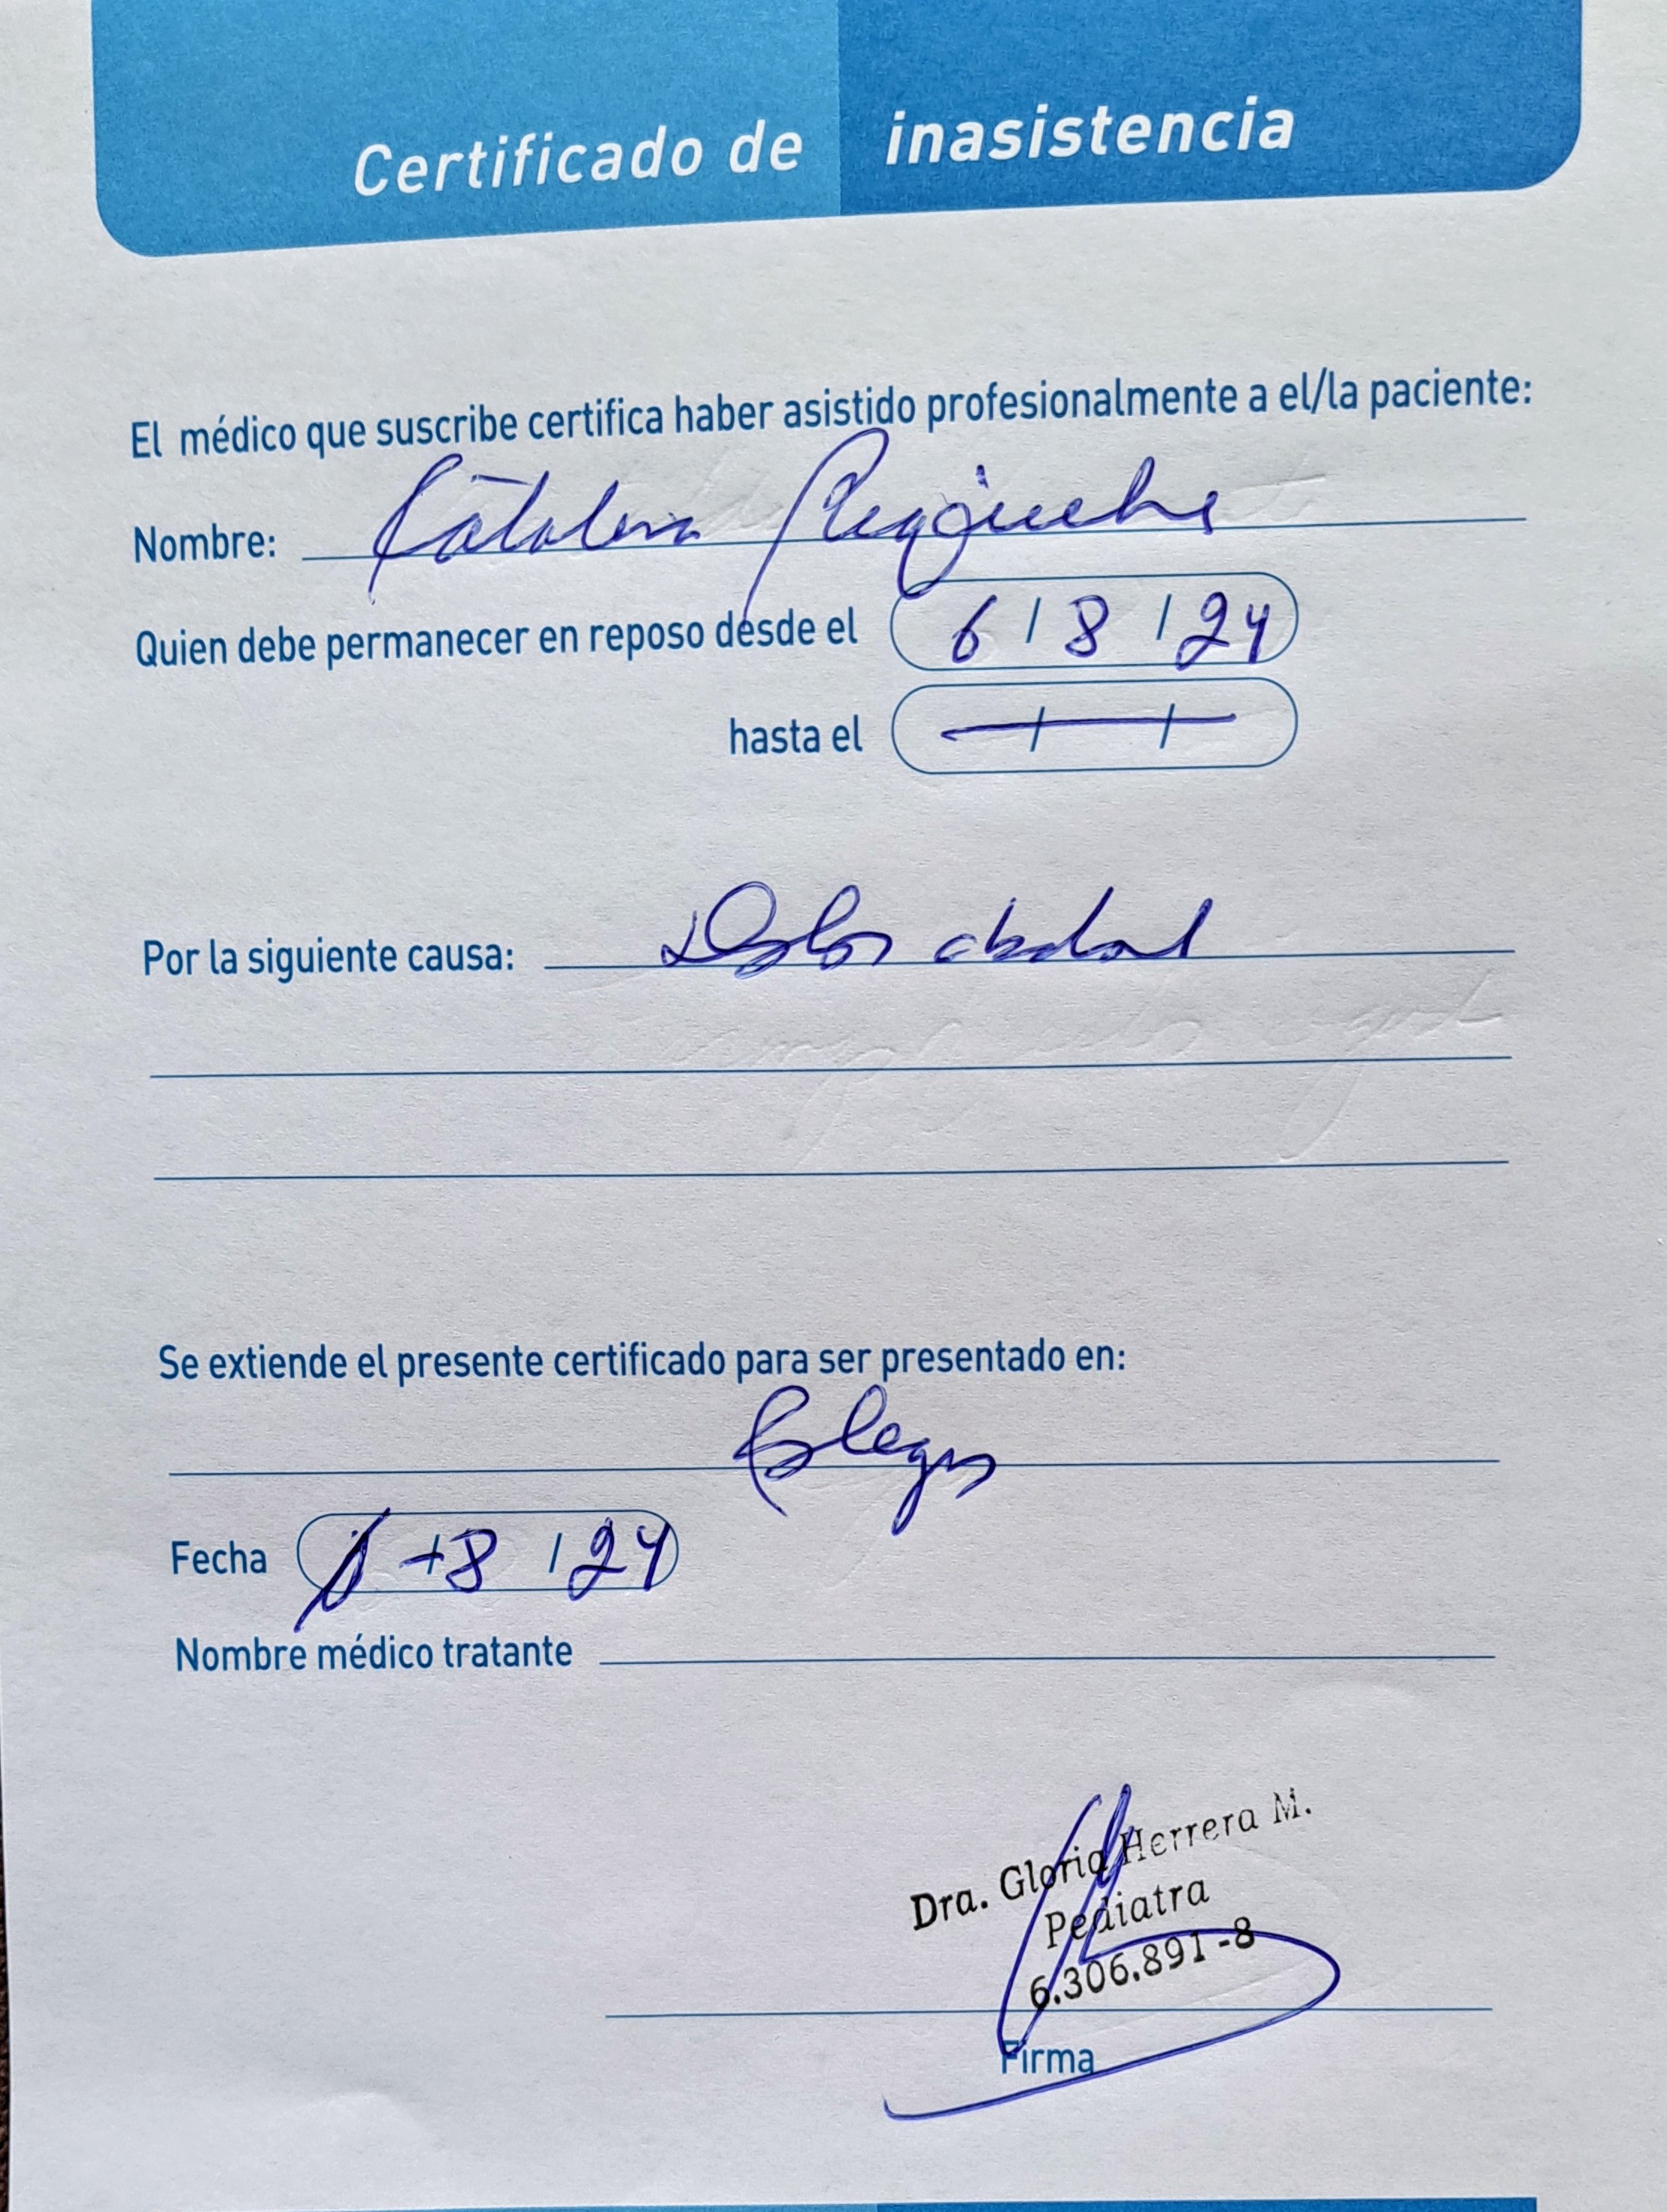 Certificado de inasistencia
El médico que suscribe certifica haber asistido profesionalmente a el/la paciente:
Nombre: Catalina
Quien debe permanecer en reposo desde el 6 / 8 / 24
hasta el — / /
Por la siguiente causa: Dolor
Se extiende el presente certificado para ser presentado en:
Colegio
Fecha / 8 / 24
Nombre médico tratante
Dra. Gloria Herrera M.
Pediatra
6.306.891-8
Firma